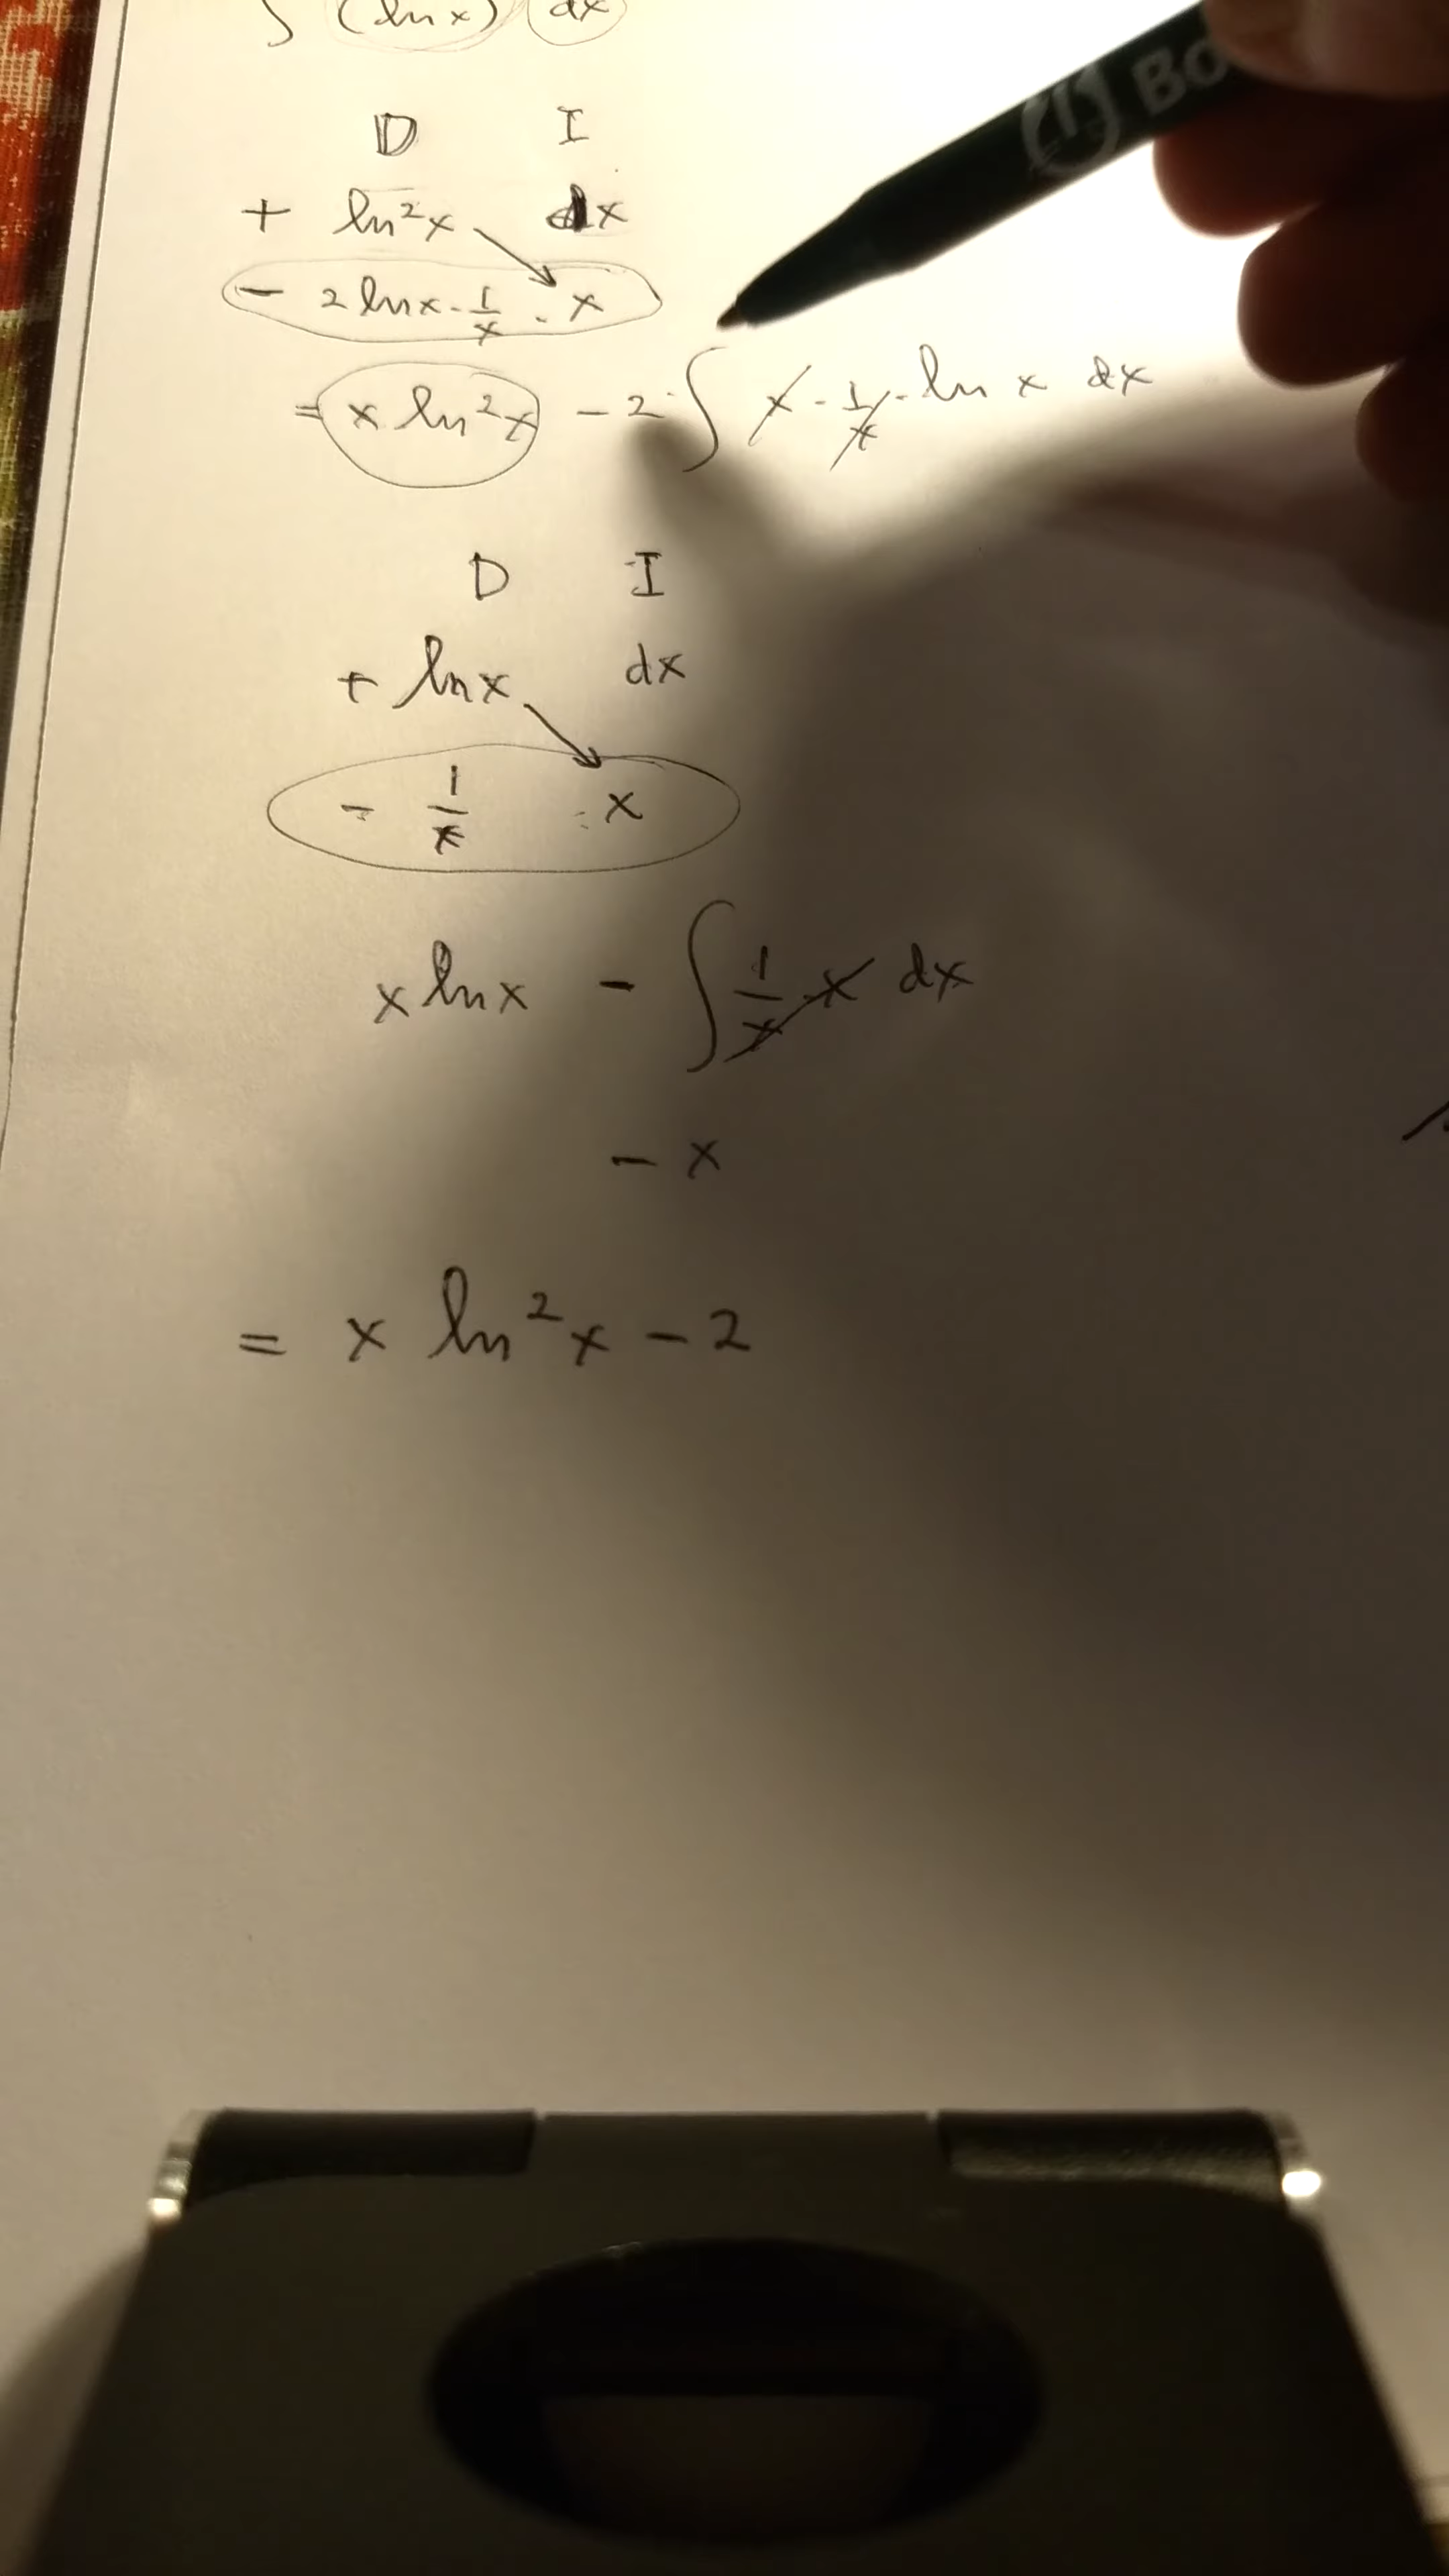 ∫ (ln x) dx
D I
+ ln²x dx
- 2 ln x · 1/x · x
= x ln²x - 2 ∫ x · 1/x · ln x dx
D I
+ ln x dx
- 1/x · x
x ln x - ∫ 1/x · x dx
- x
= x ln²x - 2